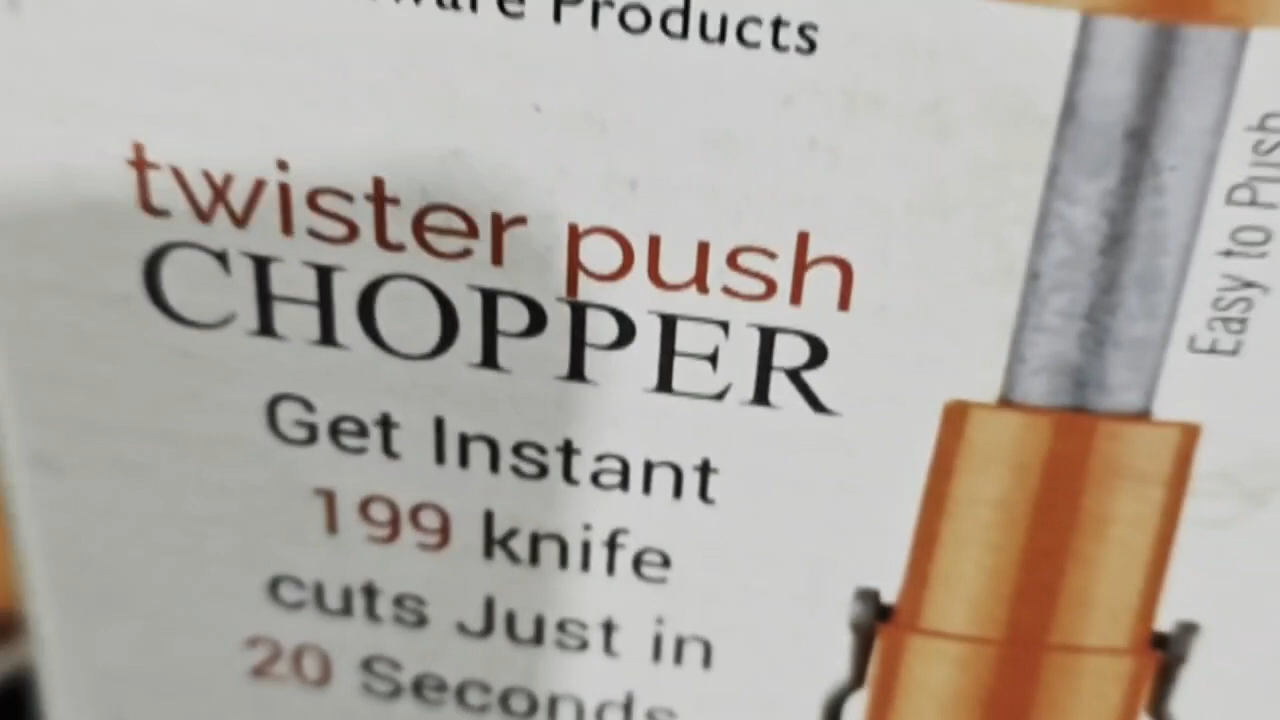 Products
twister push
CHOPPER
Get Instant
199 knife
cuts Just in
20 Seconds
Easy to Push